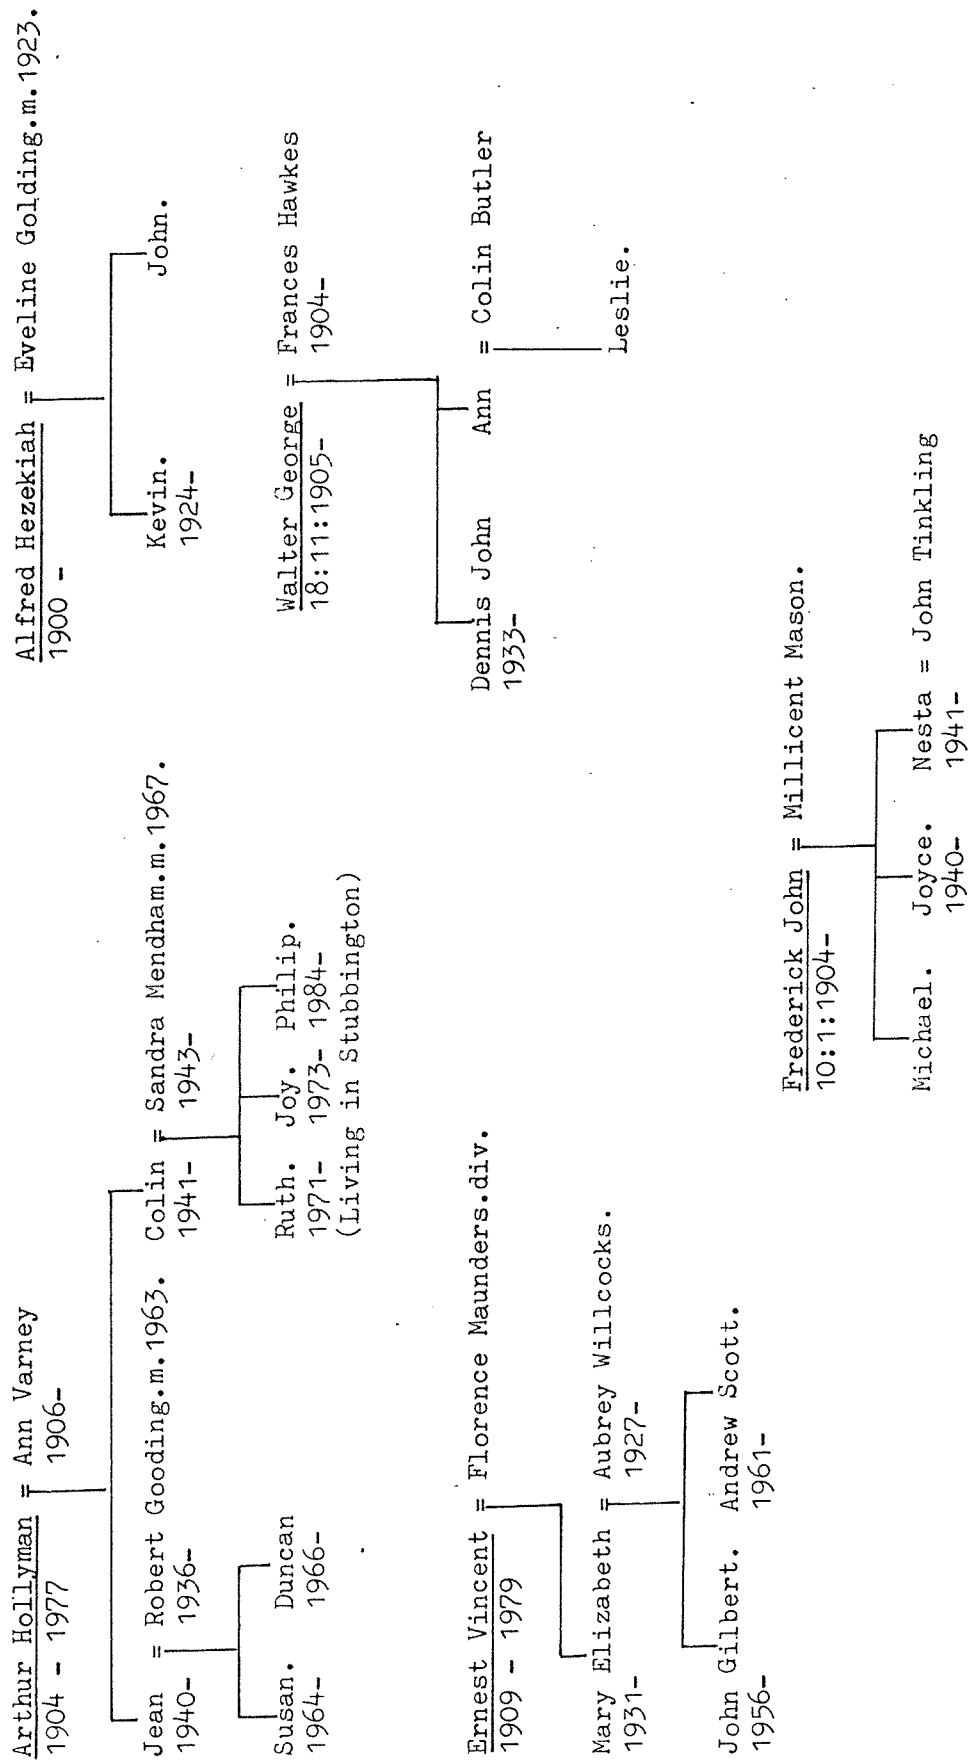 Arthur Hollyman = Ann Varney
1904 - 1977 1906-
Jean = Robert Gooding.m.1963. Colin = Sandra Mendham.m.1967.
1940- 1936- 1941- 1943-
Susan. Duncan Ruth. Joy. Philip.
1964- 1966- 1971- 1973- 1984-
(Living in Stubbington)
Alfred Hezekiah = Eveline Golding.m.1923.
1900 -
Kevin. John.
1924-
Walter George = Frances Hawkes
18:11:1905- 1904-
Dennis John Ann = Colin Butler
1933-
Leslie.
Ernest Vincent = Florence Maunders.div.
1909 - 1979
Mary Elizabeth = Aubrey Willcocks.
1931- 1927-
John Gilbert. Andrew Scott.
1956- 1961-
Frederick John = Millicent Mason.
10:1:1904-
Michael. Joyce. Nesta = John Tinkling
1940- 1941-